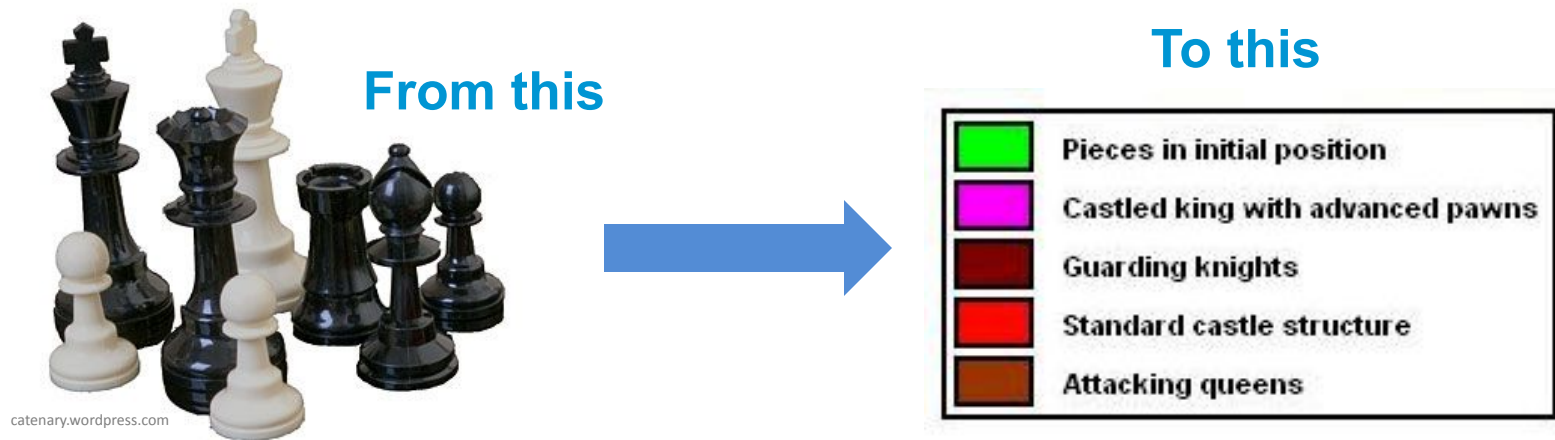 From this
To this
Pieces in initial position
Castled king with advanced pawns
Guarding knights
Standard castle structure
Attacking queens
catenary.wordpress.com